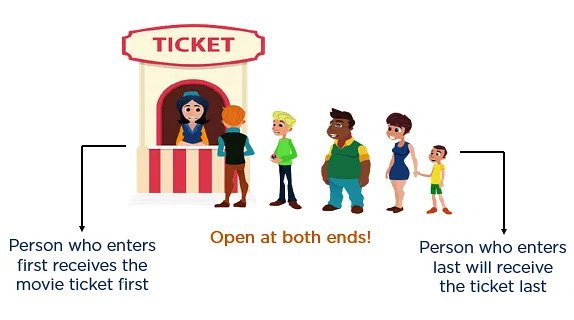 TICKET
Open at both ends!
Person who enters
first receives the
movie ticket first
Person who enters
last will receive
the ticket last